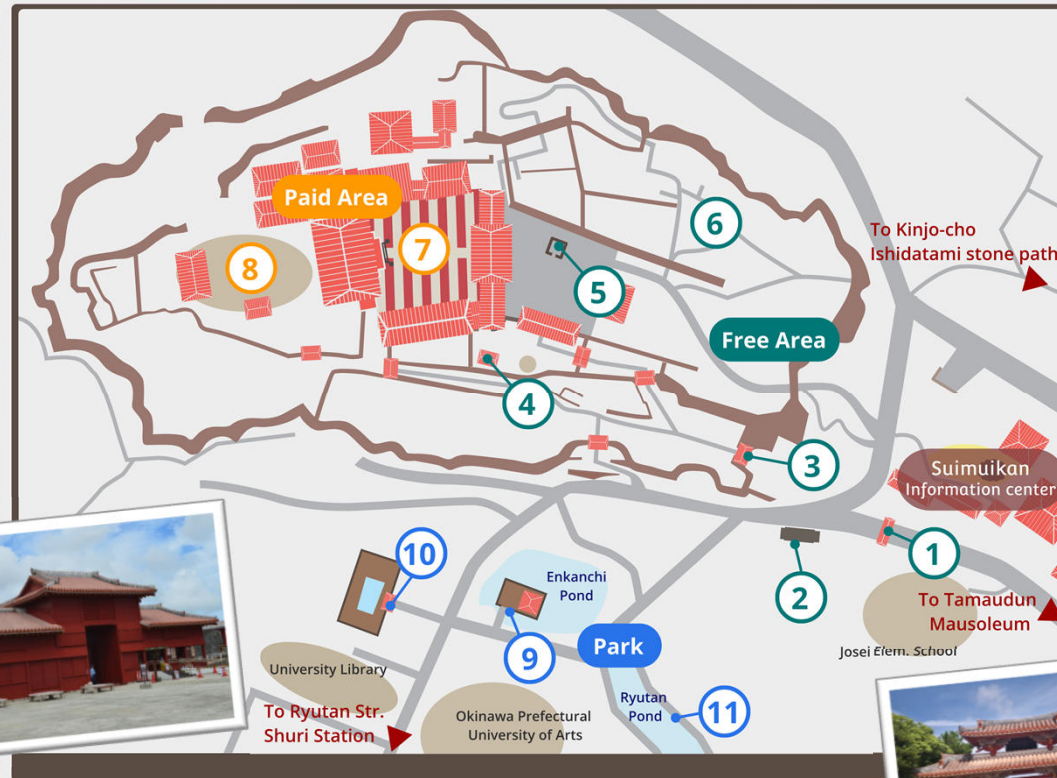 Paid Area
8
7
6
5
To Kinjo-cho
Ishidatami stone path
Free Area
4
3
Suimuikan
Information center
10
Enkanchi
Pond
1
2
To Tamaudun
Mausoleum
9
Park
Josei Elem. School
University Library
Ryutan
Pond
11
To Ryutan Str.
Shuri Station
Okinawa Prefectural
University of Arts